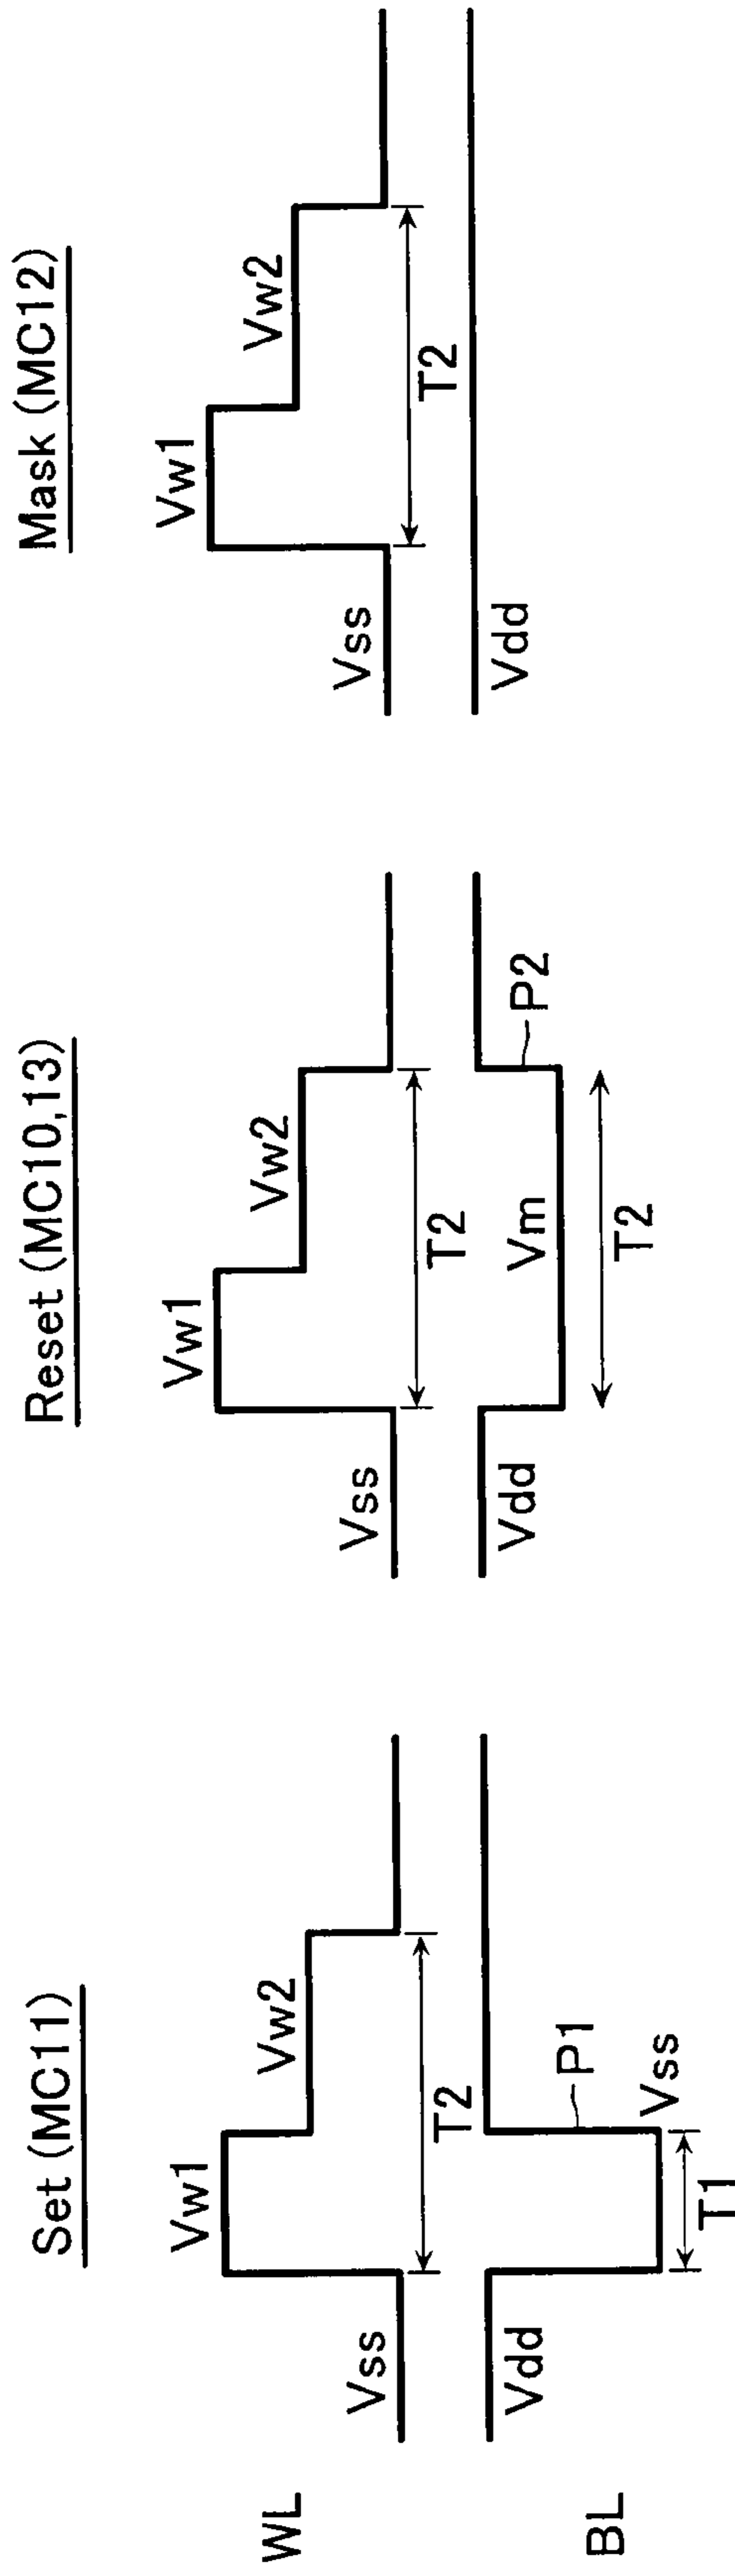 Set (MC11)
Reset (MC10,13)
Mask (MC12)
WL
Vw1
Vw2
Vss
T2
Vw1
Vw2
Vss
T2
Vw1
Vw2
Vss
T2
BL
Vdd
P1
Vss
T1
Vdd
Vm
P2
T2
Vdd